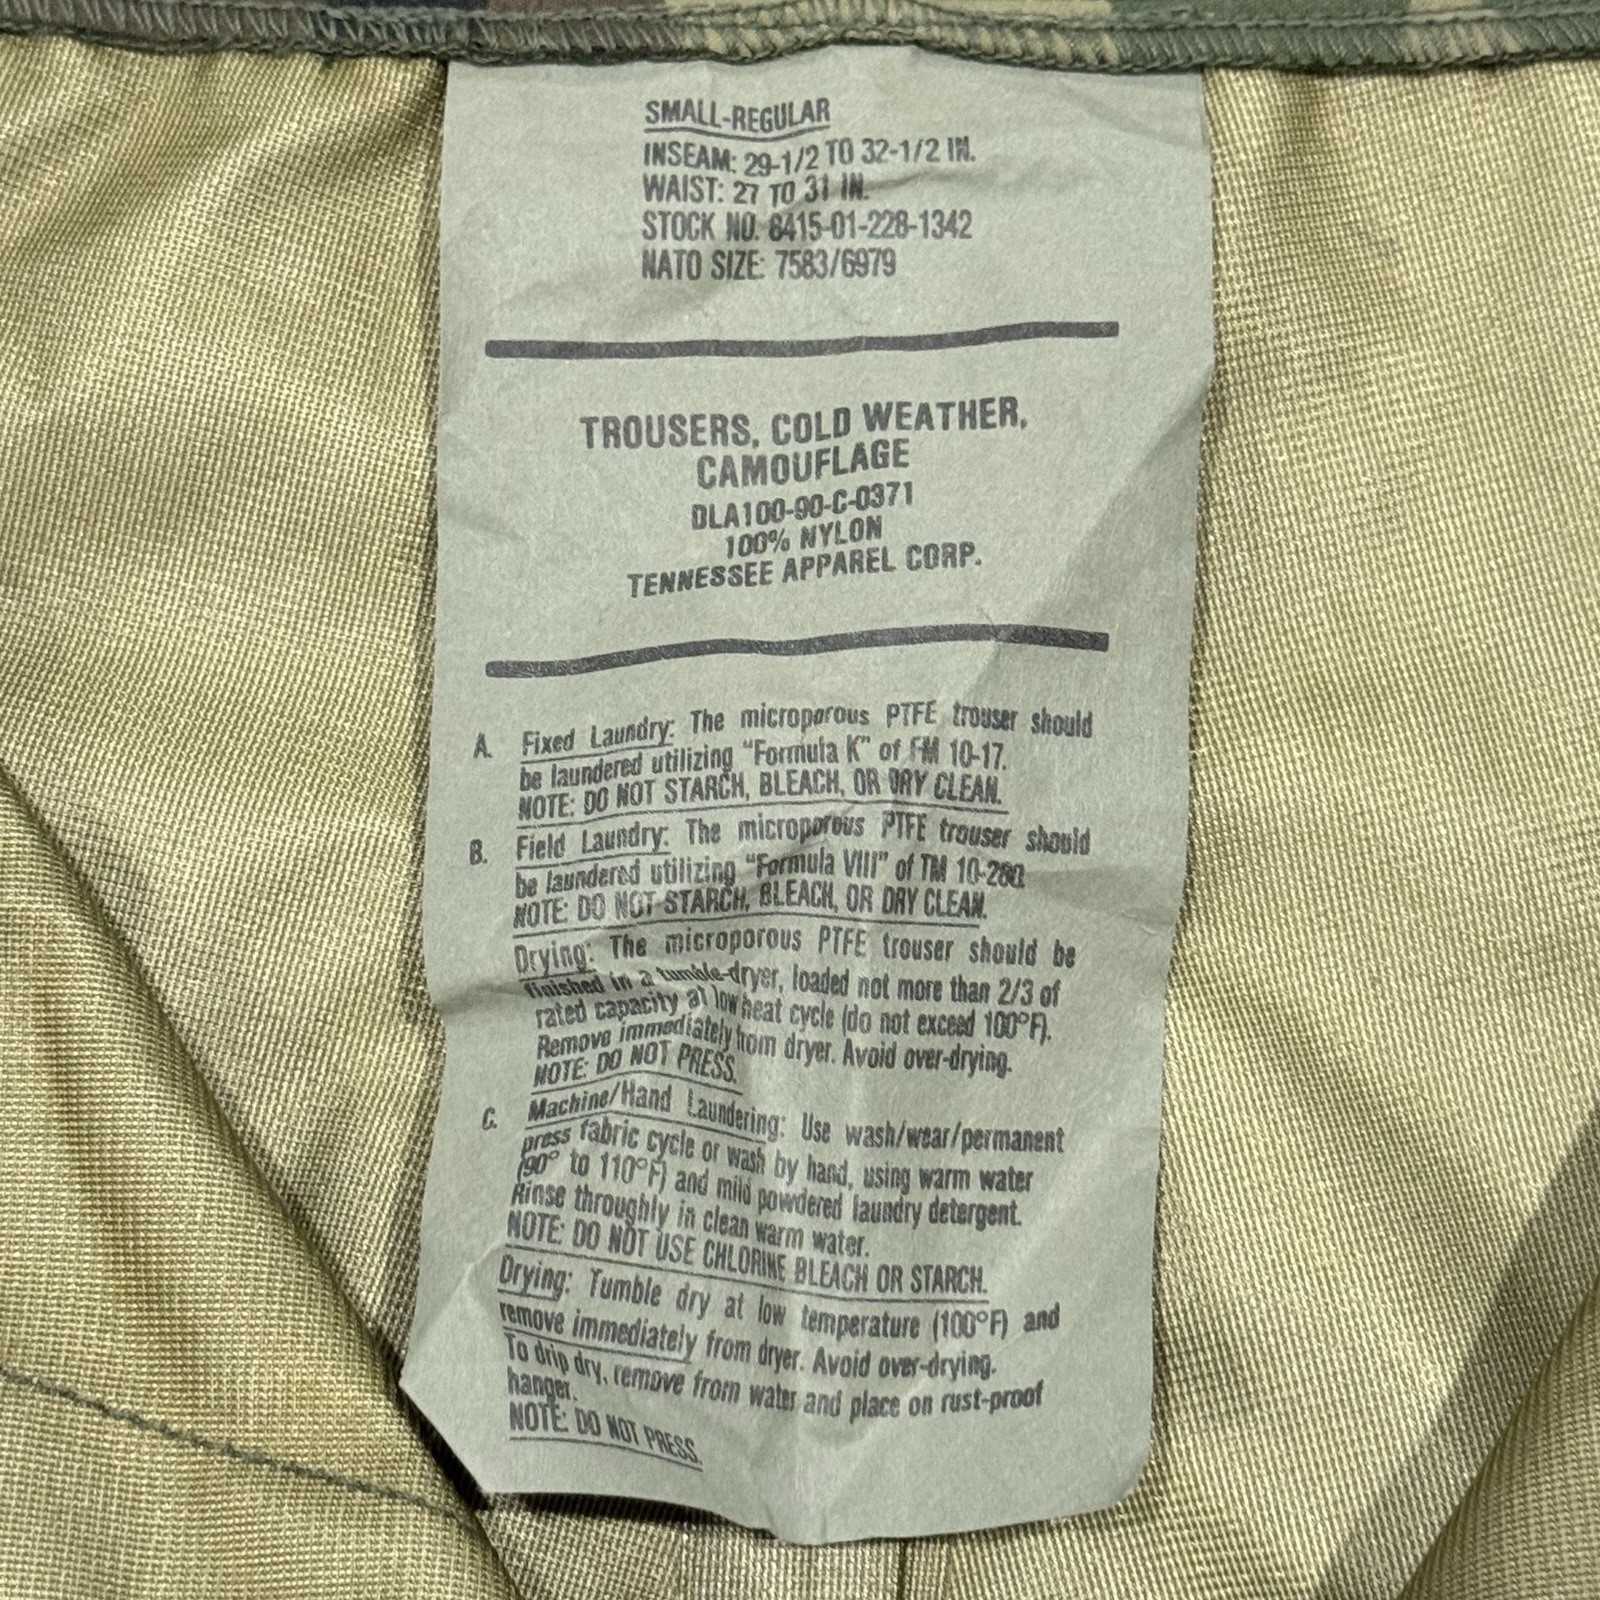 SMALL-REGULAR
INSEAM: 29-1/2 TO 32-1/2 IN.
WAIST: 27 TO 31 IN.
STOCK NO. 8415-01-228-1342
NATO SIZE: 7583/6979
TROUSERS, COLD WEATHER,
CAMOUFLAGE
DLA100-90-C-0371
100% NYLON
TENNESSEE APPAREL CORP.
A. Fixed Laundry: The microporous PTFE trouser should
be laundered utilizing "Formula K" of FM 10-17.
NOTE: DO NOT STARCH, BLEACH, OR DRY CLEAN.
B. Field Laundry: The microporous PTFE trouser should
be laundered utilizing "Formula VIII" of TM 10-280
NOTE: DO NOT STARCH, BLEACH, OR DRY CLEAN.
Drying: The microporous PTFE trouser should be
finished in a tumble-dryer, loaded not more than 2/3 of
rated capacity at low heat cycle (do not exceed 100°F).
Remove immediately from dryer. Avoid over-drying.
NOTE: DO NOT PRESS.
C. Machine/Hand Laundering: Use wash/wear/permanent
press fabric cycle or wash by hand, using warm water
(90° to 110°F) and mild powdered laundry detergent.
Rinse throughly in clean warm water.
NOTE: DO NOT USE CHLORINE BLEACH OR STARCH.
Drying: Tumble dry at low temperature (100°F) and
remove immediately from dryer. Avoid over-drying.
To drip dry, remove from water and place on rust-proof
hanger.
NOTE: DO NOT PRESS.